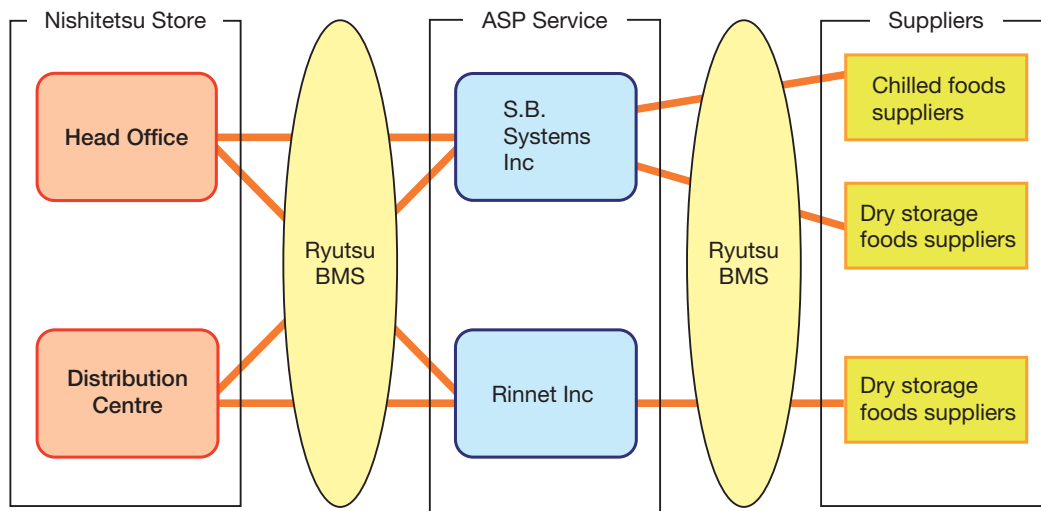 Nishitetsu Store
ASP Service
Suppliers
Head Office
Distribution
Centre
Ryutsu
BMS
S.B.
Systems
Inc
Rinnet Inc
Ryutsu
BMS
Chilled foods
suppliers
Dry storage
foods suppliers
Dry storage
foods suppliers